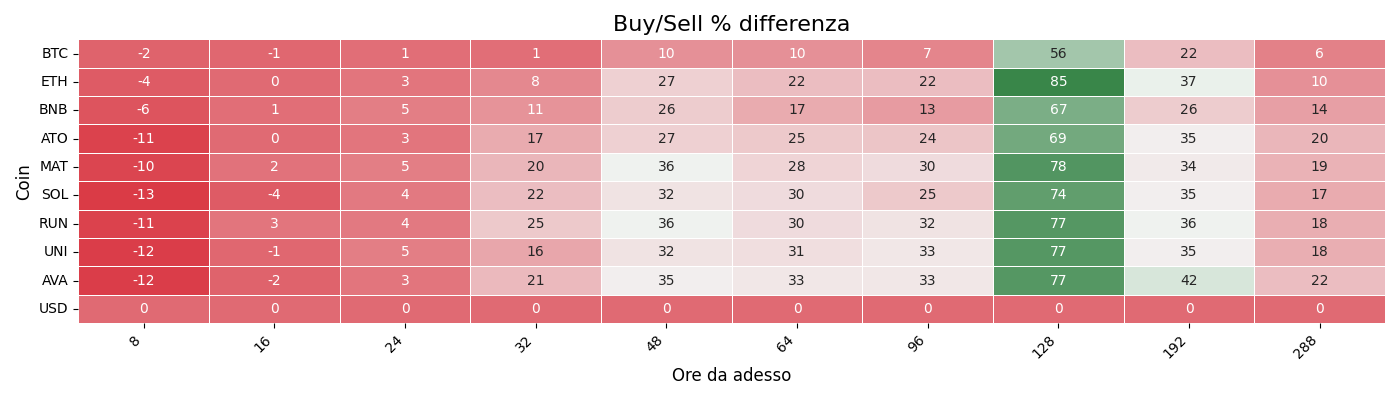 Buy/Sell % differenza
Coin
BTC -2 -1 1 1 10 10 7 56 22 6
ETH -4 0 3 8 27 22 22 85 37 10
BNB -6 1 5 11 26 17 13 67 26 14
ATO -11 0 3 17 27 25 24 69 35 20
MAT -10 2 5 20 36 28 30 78 34 19
SOL -13 -4 4 22 32 30 25 74 35 17
RUN -11 3 4 25 36 30 32 77 36 18
UNI -12 -1 5 16 32 31 33 77 35 18
AVA -12 -2 3 21 35 33 33 77 42 22
USD 0 0 0 0 0 0 0 0 0 0
8 16 24 32 48 64 96 128 192 288
Ore da adesso